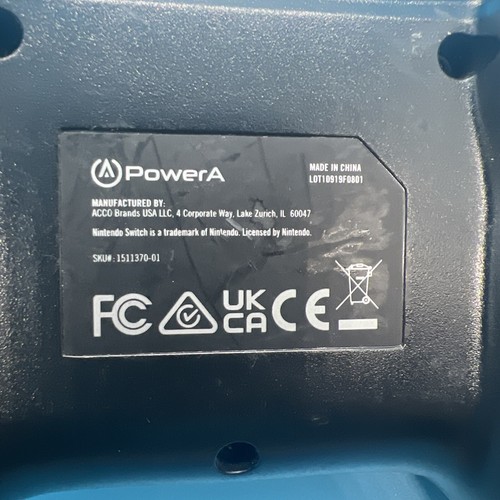 PowerA
MADE IN CHINA
LOT10919F0801
MANUFACTURED BY:
ACCO Brands USA LLC, 4 Corporate Way, Lake Zurich, IL 60047
Nintendo Switch is a trademark of Nintendo. Licensed by Nintendo.
SKU#: 1511370-01
FC UK CA CE